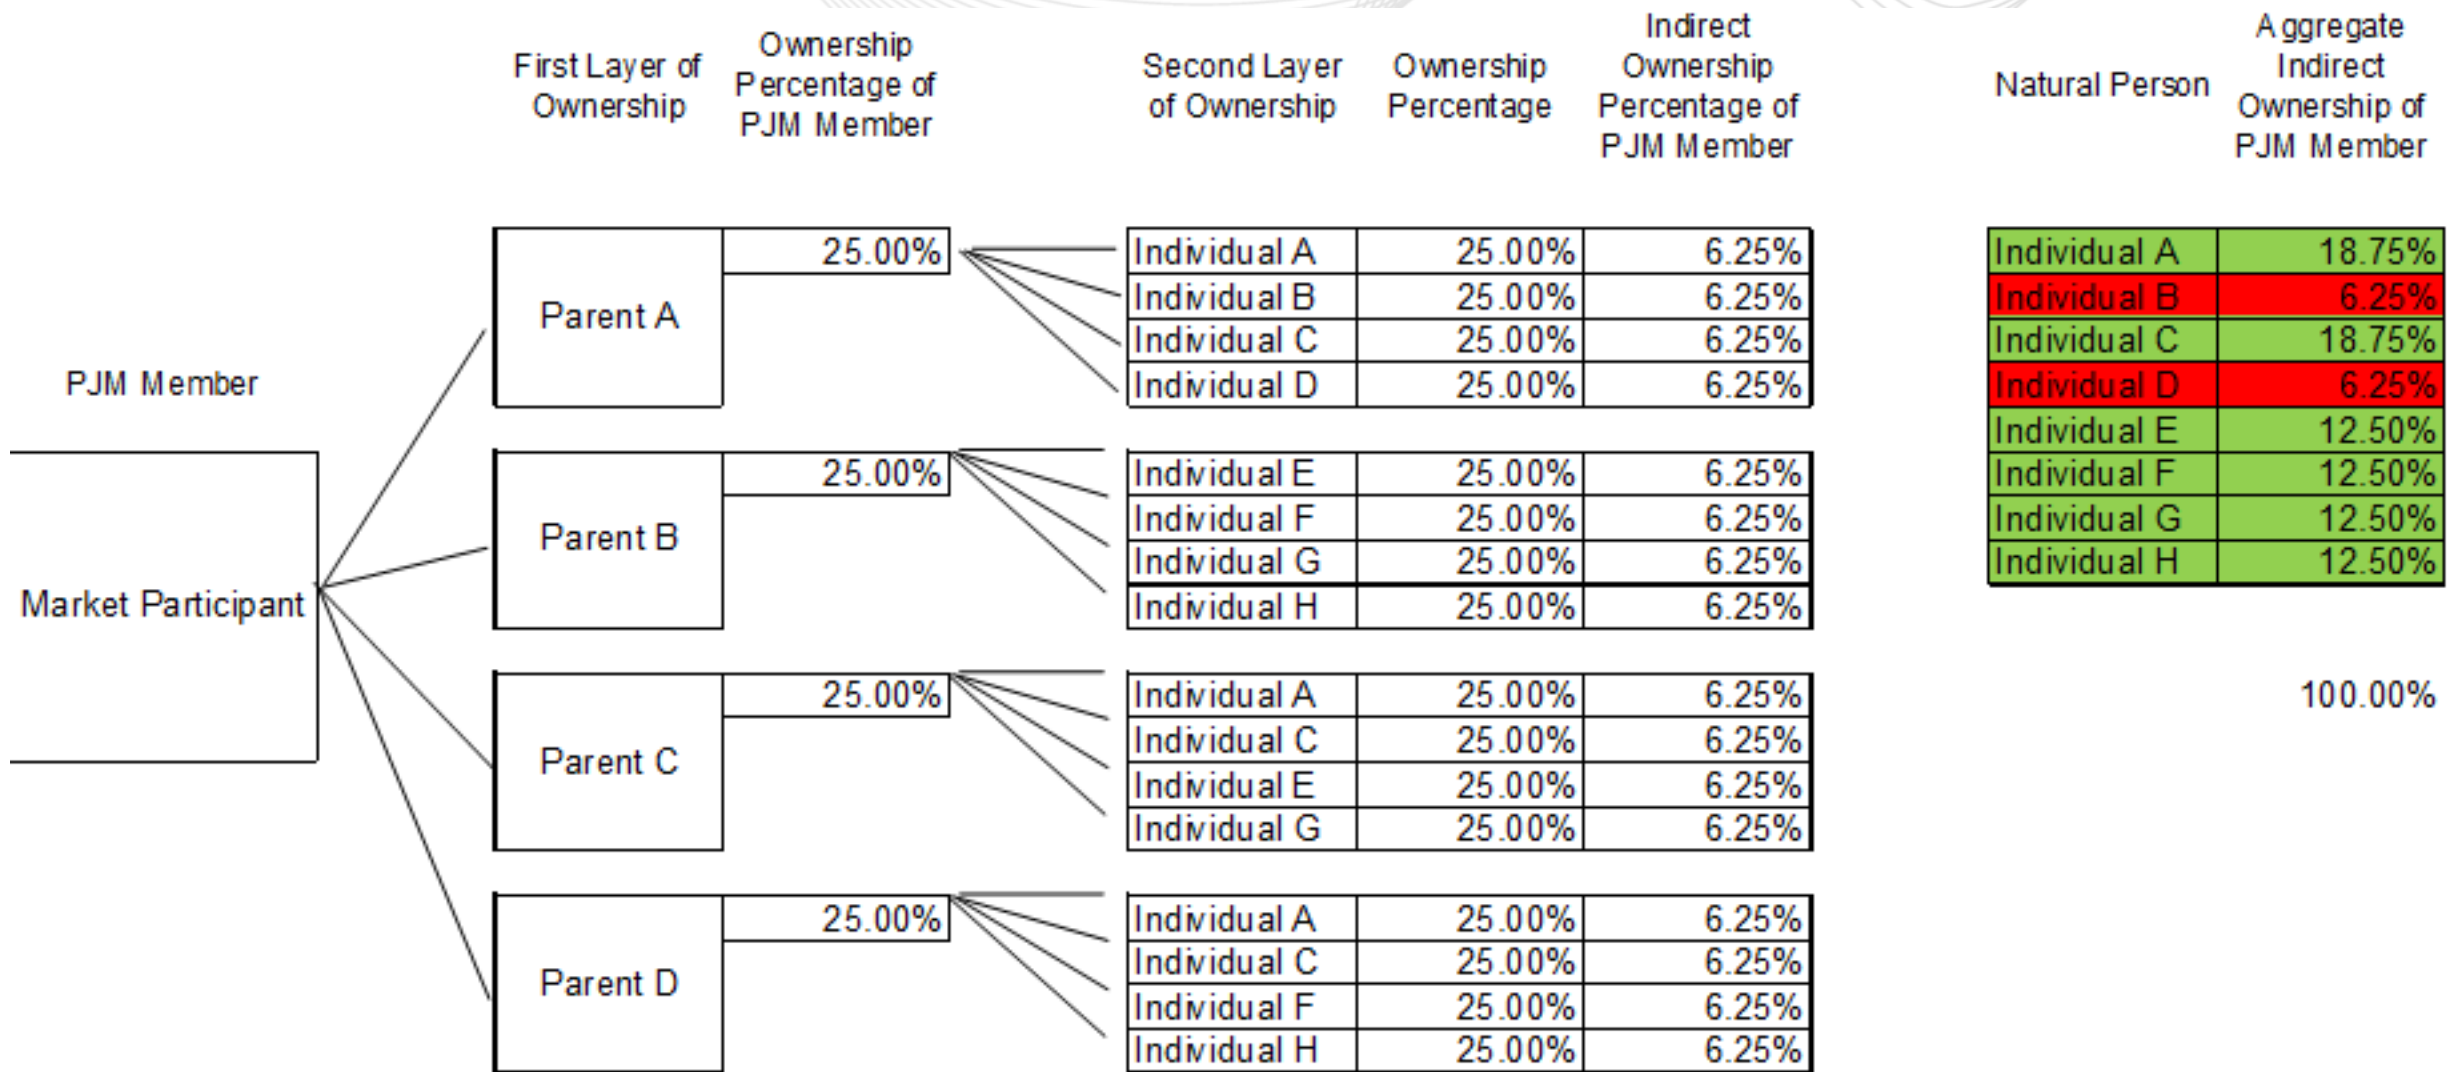 First Layer of
Ownership
Ownership
Percentage of
PJM Member
Second Layer
of Ownership
Ownership
Percentage
Indirect
Ownership
Percentage of
PJM Member
Natural Person
Aggregate
Indirect
Ownership of
PJM Member
PJM Member
Market Participant
Parent A
25.00%
Individual A 25.00% 6.25%
Individual B 25.00% 6.25%
Individual C 25.00% 6.25%
Individual D 25.00% 6.25%
Parent B
25.00%
Individual E 25.00% 6.25%
Individual F 25.00% 6.25%
Individual G 25.00% 6.25%
Individual H 25.00% 6.25%
Parent C
25.00%
Individual A 25.00% 6.25%
Individual C 25.00% 6.25%
Individual E 25.00% 6.25%
Individual G 25.00% 6.25%
Parent D
25.00%
Individual A 25.00% 6.25%
Individual C 25.00% 6.25%
Individual F 25.00% 6.25%
Individual H 25.00% 6.25%
Individual A 18.75%
Individual B 6.25%
Individual C 18.75%
Individual D 6.25%
Individual E 12.50%
Individual F 12.50%
Individual G 12.50%
Individual H 12.50%
100.00%